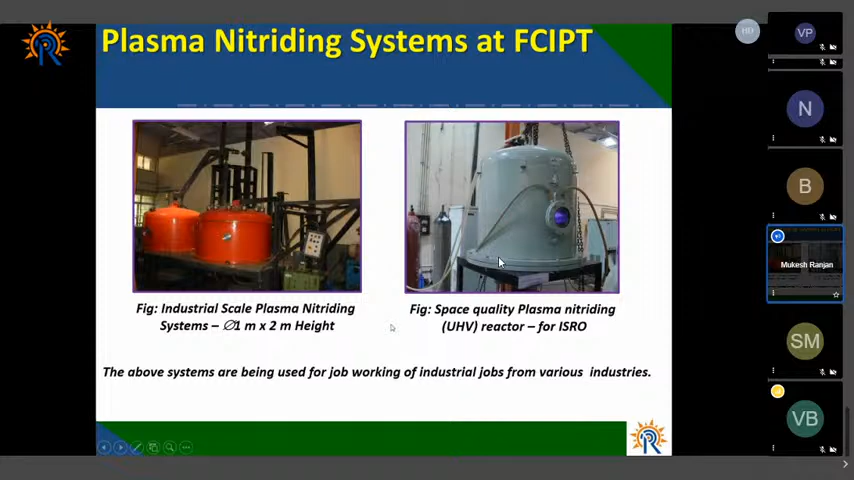 Plasma Nitriding Systems at FCIPT
HD
VP
N
B
Mukesh Ranjan
SM
VB
Fig: Industrial Scale Plasma Nitriding
Systems – ∅1 m x 2 m Height
Fig: Space quality Plasma nitriding
(UHV) reactor – for ISRO
The above systems are being used for job working of industrial jobs from various industries.